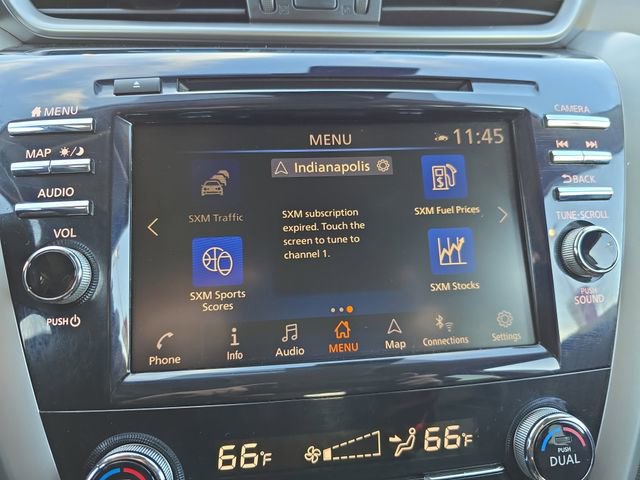 MENU
CAMERA
MENU
11:45
MAP
BACK
AUDIO
TUNE·SCROLL
Indianapolis
SXM Traffic
SXM Fuel Prices
SXM subscription
expired. Touch the
screen to tune to
channel 1.
SXM Sports
Scores
SXM Stocks
VOL
PUSH
PUSH
SOUND
Phone
Info
Audio
MENU
Map
Connections
Settings
66°F
66°F
PUSH
DUAL